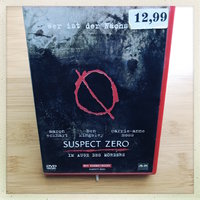 wer ist der Nächste
12,99
aaron eckhart
ben kingsley
carrie-anne moss
SUSPECT ZERO
IM AUGE DES MÖRDERS
DVD